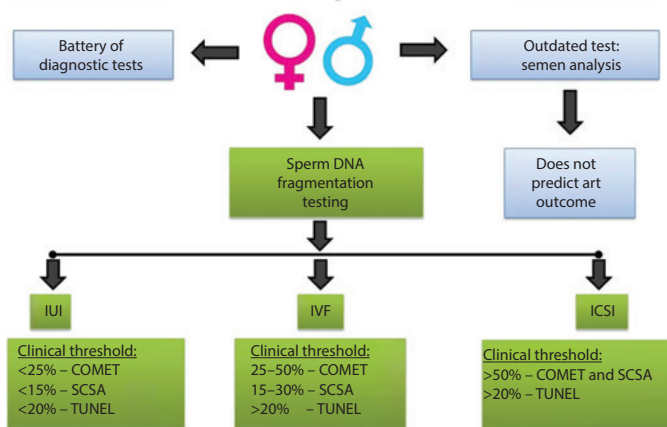 Battery of
diagnostic tests
Outdated test:
semen analysis
Sperm DNA
fragmentation
testing
Does not
predict art
outcome
IUI
IVF
ICSI
Clinical threshold:
<25% – COMET
<15% – SCSA
<20% – TUNEL
Clinical threshold:
25–50% – COMET
15–30% – SCSA
>20% – TUNEL
Clinical threshold:
>50% – COMET and SCSA
>20% – TUNEL